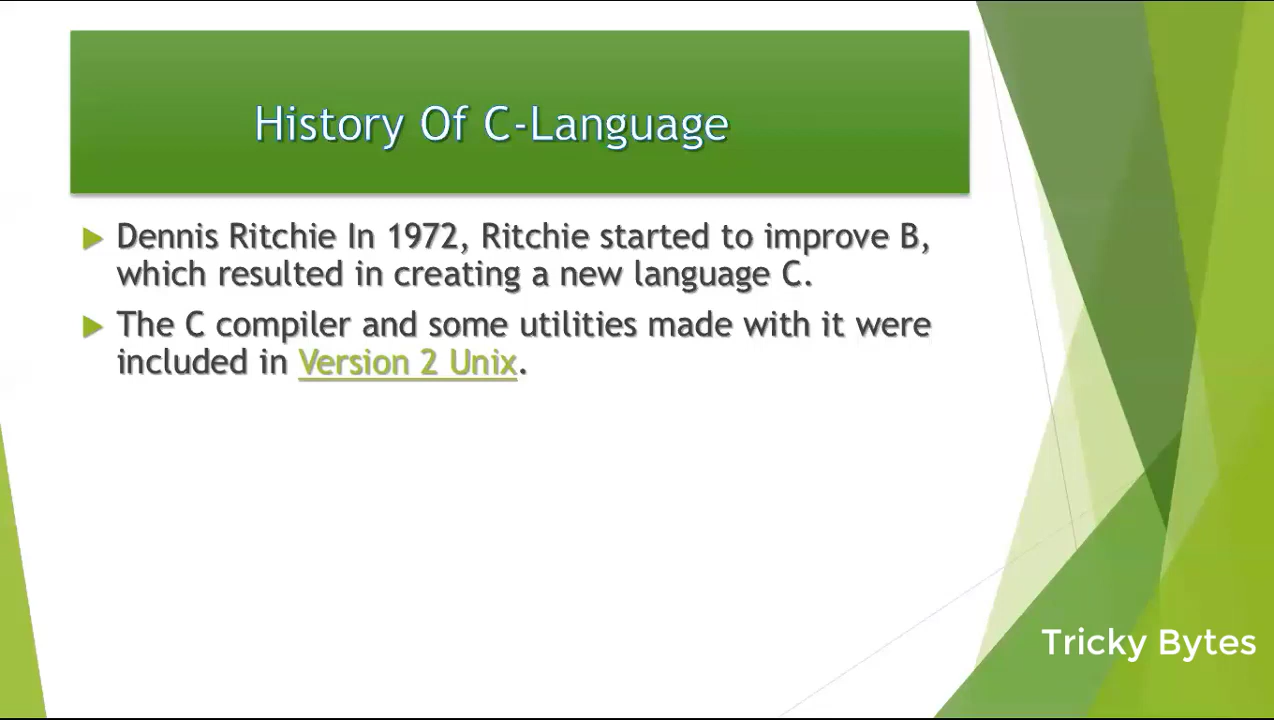 History Of C-Language
Dennis Ritchie In 1972, Ritchie started to improve B,
which resulted in creating a new language C.
The C compiler and some utilities made with it were
included in Version 2 Unix.
Tricky Bytes